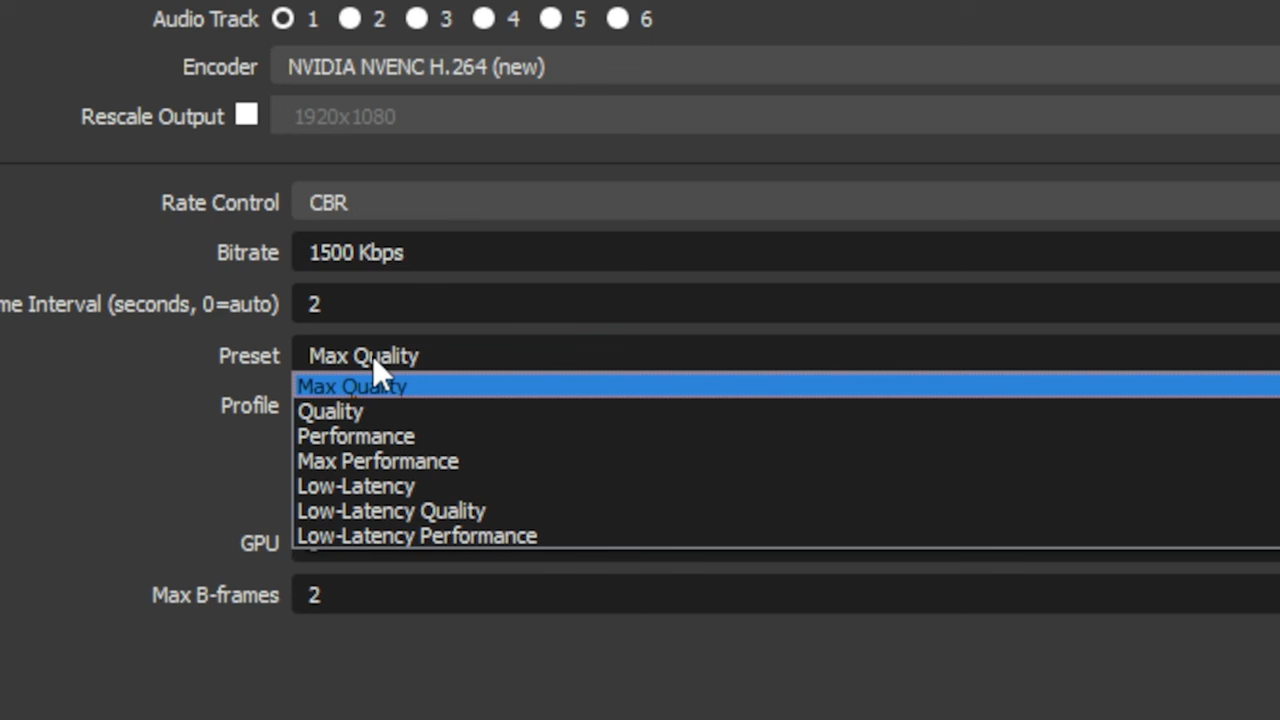 Audio Track 1 2 3 4 5 6
Encoder NVIDIA NVENC H.264 (new)
Rescale Output 1920x1080
Rate Control CBR
Bitrate 1500 Kbps
me Interval (seconds, 0=auto) 2
Preset Max Quality
Max Quality
Profile
Quality
Performance
Max Performance
Low-Latency
Low-Latency Quality
Low-Latency Performance
GPU
Max B-frames 2